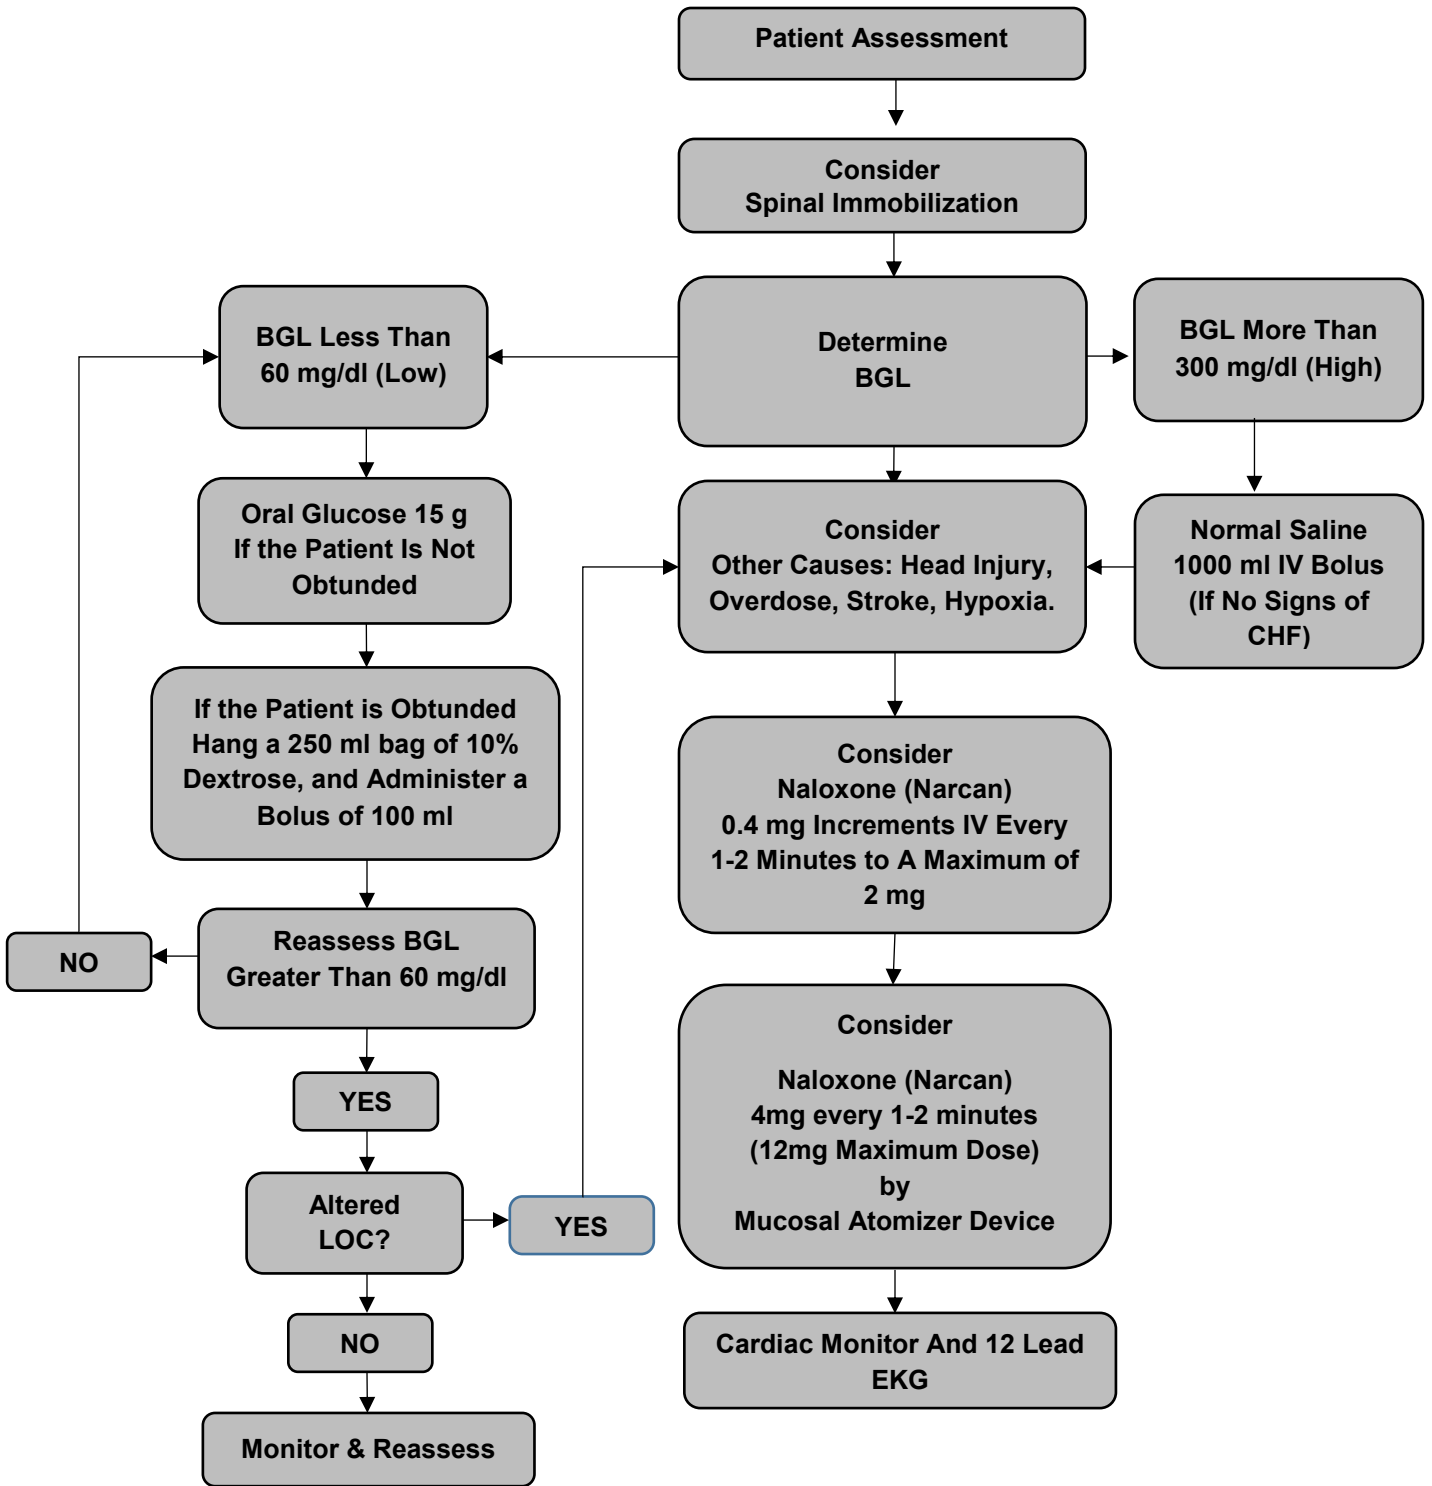 Patient Assessment
Consider
Spinal Immobilization
Determine
BGL
BGL Less Than
60 mg/dl (Low)
BGL More Than
300 mg/dl (High)
Oral Glucose 15 g
If the Patient Is Not
Obtunded
Consider
Other Causes: Head Injury,
Overdose, Stroke, Hypoxia.
Normal Saline
1000 ml IV Bolus
(If No Signs of
CHF)
If the Patient is Obtunded
Hang a 250 ml bag of 10%
Dextrose, and Administer a
Bolus of 100 ml
Consider
Naloxone (Narcan)
0.4 mg Increments IV Every
1-2 Minutes to A Maximum of
2 mg
Reassess BGL
Greater Than 60 mg/dl
NO
YES
Altered
LOC?
YES
NO
Monitor & Reassess
Consider
Naloxone (Narcan)
4mg every 1-2 minutes
(12mg Maximum Dose)
by
Mucosal Atomizer Device
Cardiac Monitor And 12 Lead
EKG